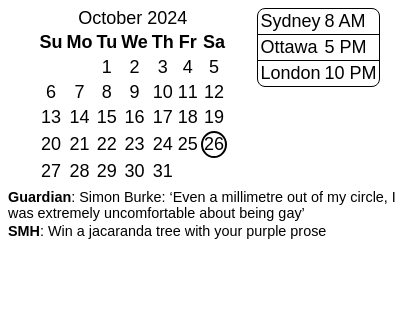 October 2024
Su Mo Tu We Th Fr Sa
1 2 3 4 5
6 7 8 9 10 11 12
13 14 15 16 17 18 19
20 21 22 23 24 25 26
27 28 29 30 31
Sydney 8 AM
Ottawa 5 PM
London 10 PM
Guardian: Simon Burke: ‘Even a millimetre out of my circle, I
was extremely uncomfortable about being gay’
SMH: Win a jacaranda tree with your purple prose